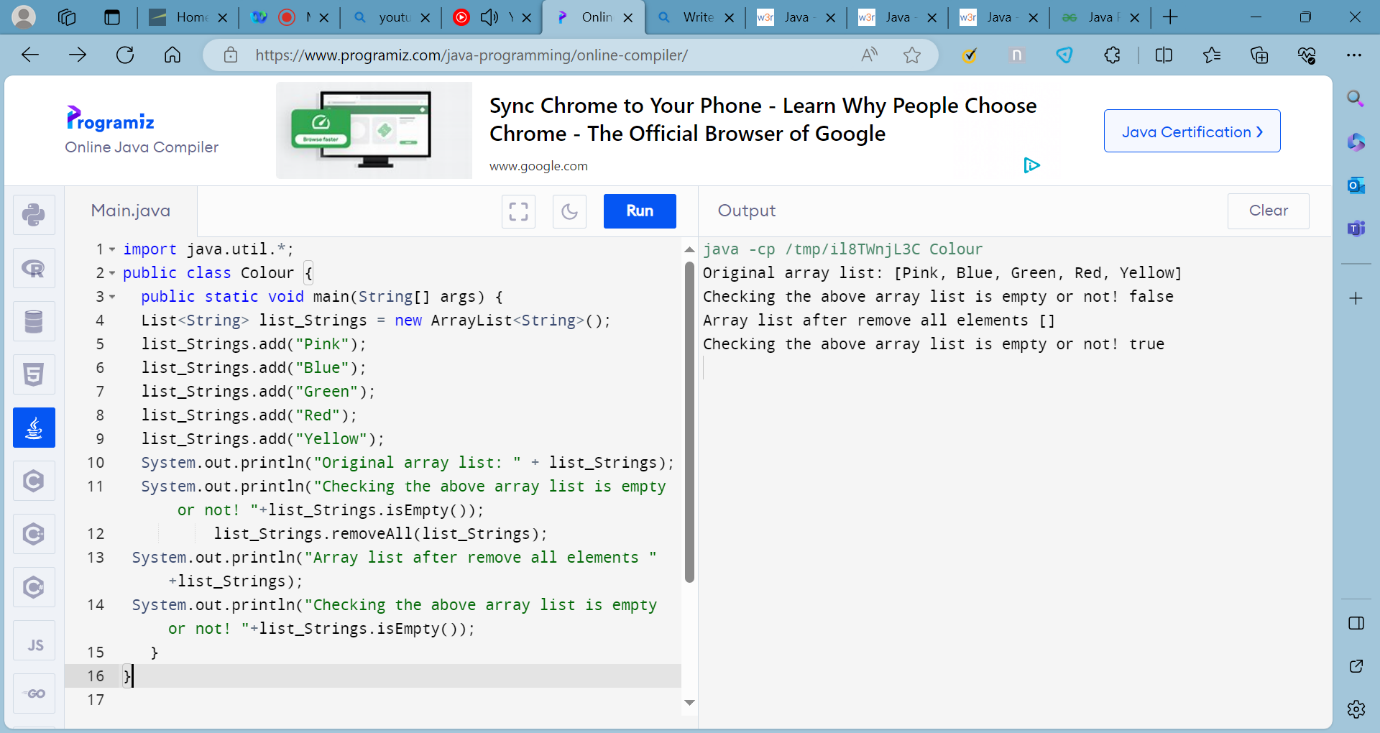 Home
N
youtu
Y
Onlin
Write
w3r Java -
w3r Java -
w3r Java -
Java
https://www.programiz.com/java-programming/online-compiler/
n
Programiz
Online Java Compiler
Browse faster
Sync Chrome to Your Phone - Learn Why People Choose
Chrome - The Official Browser of Google
www.google.com
Java Certification >
Main.java
Run
Output
Clear
1 import java.util.*;
2 public class Colour {
3 public static void main(String[] args) {
4 List<String> list_Strings = new ArrayList<String>();
5 list_Strings.add("Pink");
6 list_Strings.add("Blue");
7 list_Strings.add("Green");
8 list_Strings.add("Red");
9 list_Strings.add("Yellow");
10 System.out.println("Original array list: " + list_Strings);
11 System.out.println("Checking the above array list is empty
or not! "+list_Strings.isEmpty());
12 list_Strings.removeAll(list_Strings);
13 System.out.println("Array list after remove all elements "
+list_Strings);
14 System.out.println("Checking the above array list is empty
or not! "+list_Strings.isEmpty());
15 }
16 }
17
java -cp /tmp/il8TWnjL3C Colour
Original array list: [Pink, Blue, Green, Red, Yellow]
Checking the above array list is empty or not! false
Array list after remove all elements []
Checking the above array list is empty or not! true
JS
GO